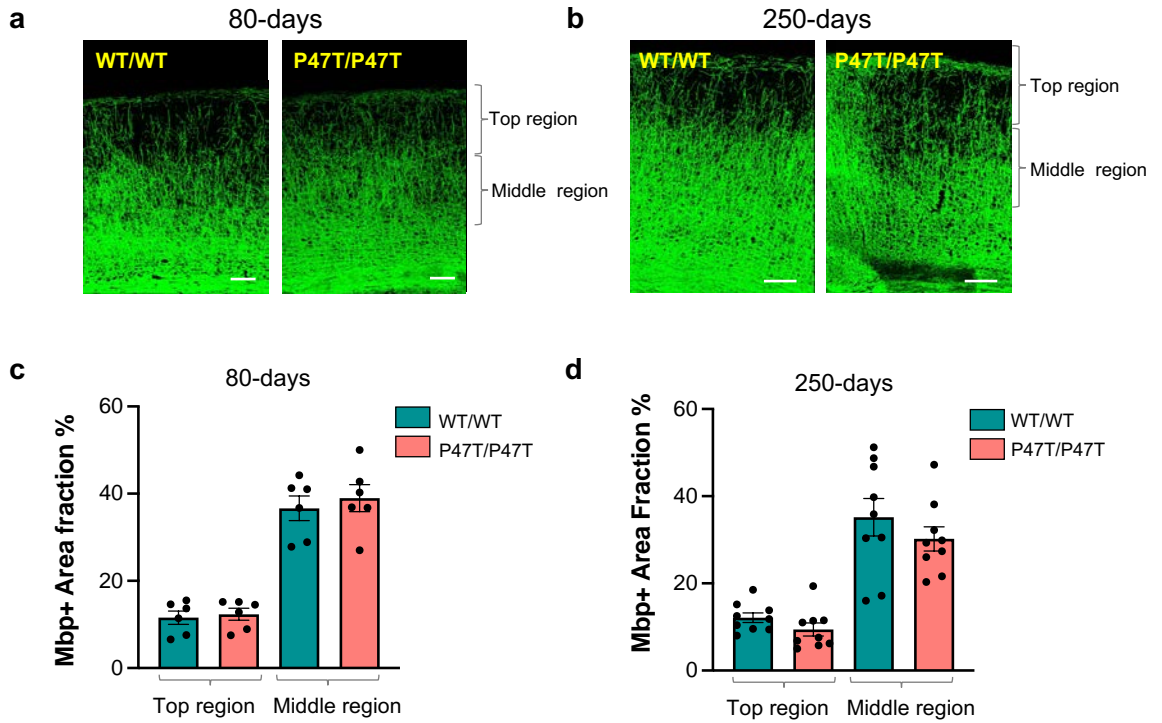 a
80-days
WT/WT
P47T/P47T
Top region
Middle region
b
250-days
WT/WT
P47T/P47T
Top region
Middle region
c
80-days
WT/WT
P47T/P47T
Mbp+ Area fraction %
60
40
20
0
Top region
Middle region
d
250-days
WT/WT
P47T/P47T
Mbp+ Area Fraction %
60
40
20
0
Top region
Middle region